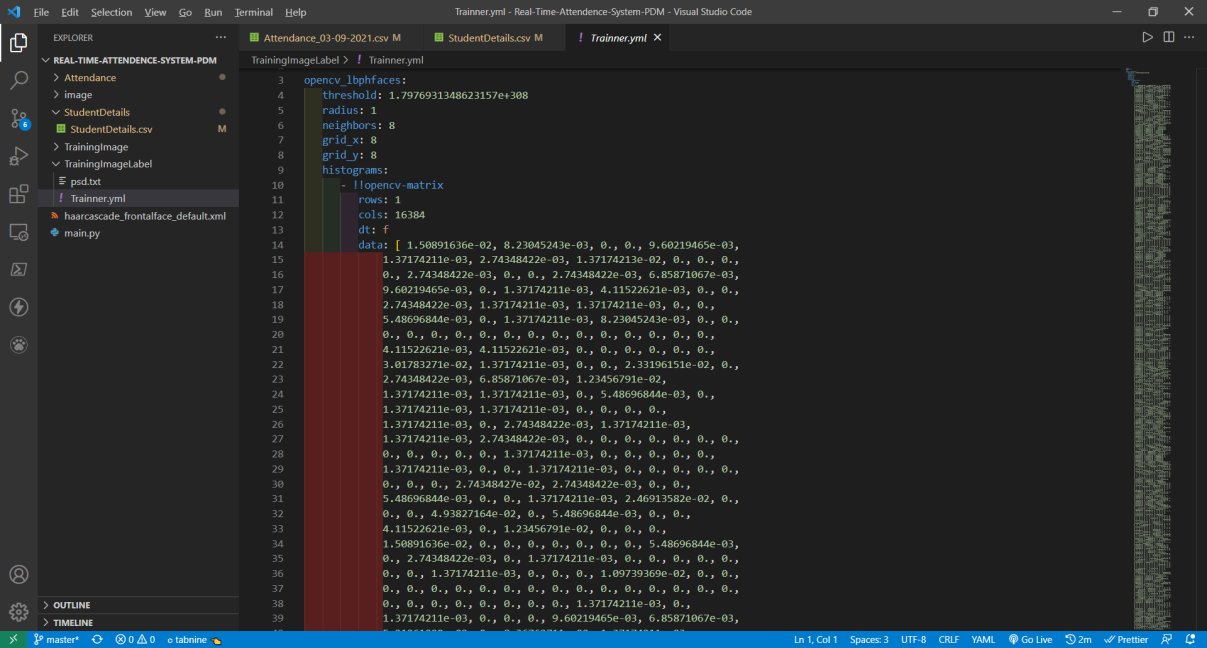 File Edit Selection View Go Run Terminal Help
Trainner.yml - Real-Time-Attendence-System-PDM - Visual Studio Code
EXPLORER
REAL-TIME-ATTENDENCE-SYSTEM-PDM
Attendance
image
StudentDetails
StudentDetails.csv M
TrainingImage
TrainingImageLabel
psd.txt
Trainner.yml
haarcascade_frontalface_default.xml
main.py
OUTLINE
TIMELINE
6
Attendance_03-09-2021.csv M
StudentDetails.csv M
Trainner.yml
TrainingImageLabel > Trainner.yml
3 opencv_lbphfaces:
4 threshold: 1.7976931348623157e+308
5 radius: 1
6 neighbors: 8
7 grid_x: 8
8 grid_y: 8
9 histograms:
10 - !!opencv-matrix
11 rows: 1
12 cols: 16384
13 dt: f
14 data: [ 1.50891636e-02, 8.23045243e-03, 0., 0., 9.60219465e-03,
15 1.37174211e-03, 2.74348422e-03, 1.37174213e-02, 0., 0., 0.,
16 0., 2.74348422e-03, 0., 0., 2.74348422e-03, 6.85871067e-03,
17 9.60219465e-03, 0., 1.37174211e-03, 4.11522621e-03, 0., 0.,
18 2.74348422e-03, 1.37174211e-03, 1.37174211e-03, 0., 0.,
19 5.48696844e-03, 0., 1.37174211e-03, 8.23045243e-03, 0., 0.,
20 0., 0., 0., 0., 0., 0., 0., 0., 0., 0., 0., 0., 0., 0.,
21 4.11522621e-03, 4.11522621e-03, 0., 0., 0., 0., 0., 0.,
22 3.01783271e-02, 1.37174211e-03, 0., 0., 2.33196151e-02, 0.,
23 2.74348422e-03, 6.85871067e-03, 1.23456791e-02,
24 1.37174211e-03, 1.37174211e-03, 0., 5.48696844e-03, 0.,
25 1.37174211e-03, 1.37174211e-03, 0., 0., 0., 0.,
26 1.37174211e-03, 0., 2.74348422e-03, 1.37174211e-03,
27 1.37174211e-03, 2.74348422e-03, 0., 0., 0., 0., 0., 0., 0.,
28 0., 0., 0., 0., 0., 1.37174211e-03, 0., 0., 0., 0., 0.,
29 1.37174211e-03, 0., 0., 1.37174211e-03, 0., 0., 0., 0., 0.,
30 0., 0., 0., 2.74348427e-02, 2.74348422e-03, 0., 0.,
31 5.48696844e-03, 0., 0., 1.37174211e-03, 2.46913582e-02, 0.,
32 0., 0., 4.93827164e-02, 0., 5.48696844e-03, 0., 0.,
33 4.11522621e-03, 0., 1.23456791e-02, 0., 0., 0.,
34 1.50891636e-02, 0., 0., 0., 0., 0., 0., 0., 5.48696844e-03,
35 0., 2.74348422e-03, 0., 1.37174211e-03, 0., 0., 0., 0., 0.,
36 0., 0., 1.37174211e-03, 0., 0., 0., 1.09739369e-02, 0., 0.,
37 0., 0., 0., 0., 0., 0., 0., 0., 0., 0., 0., 0., 0., 0., 0.,
38 0., 0., 0., 0., 0., 0., 0., 0., 1.37174211e-03, 0.,
39 1.37174211e-03, 0., 0., 0., 9.60219465e-03, 6.85871067e-03,
master* 0 0 tabnine
Ln 1, Col 1 Spaces: 3 UTF-8 CRLF YAML Go Live 2m Prettier